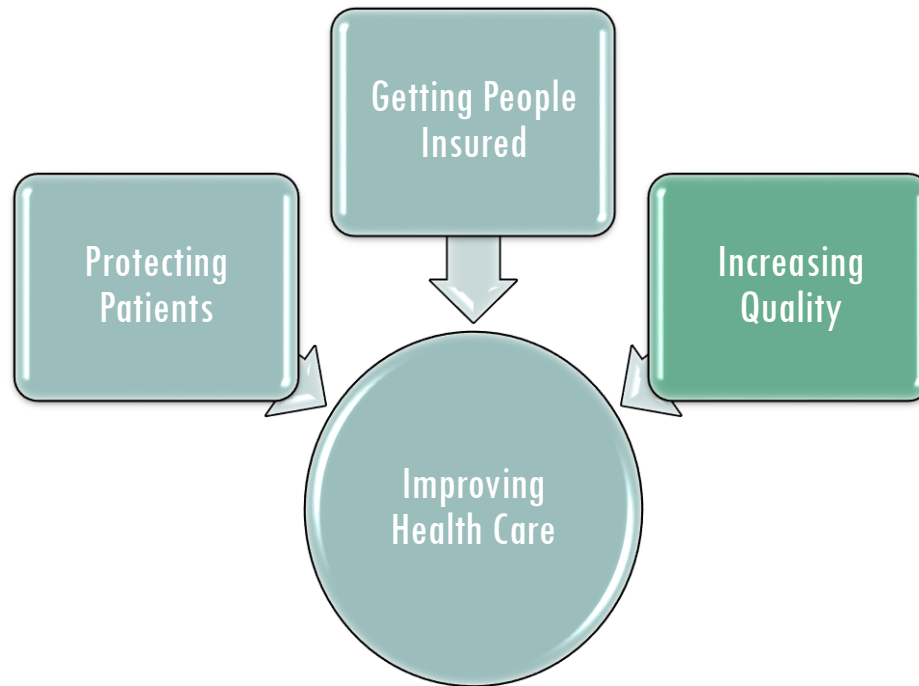 Getting People
Insured
Protecting
Patients
Increasing
Quality
Improving
Health Care